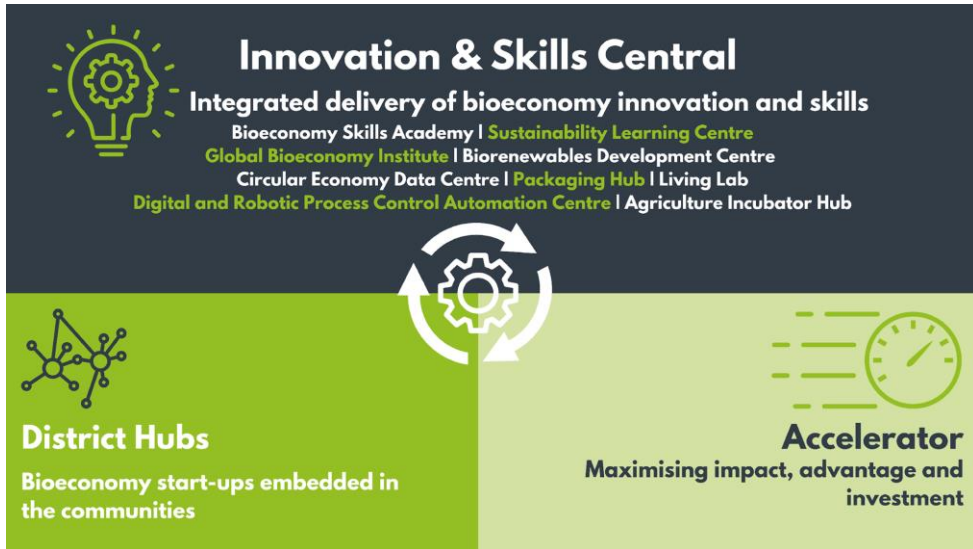 Innovation & Skills Central
Integrated delivery of bioeconomy innovation and skills
Bioeconomy Skills Academy | Sustainability Learning Centre
Global Bioeconomy Institute | Biorenewables Development Centre
Circular Economy Data Centre | Packaging Hub | Living Lab
Digital and Robotic Process Control Automation Centre | Agriculture Incubator Hub
District Hubs
Bioeconomy start-ups embedded in
the communities
Accelerator
Maximising impact, advantage and
investment